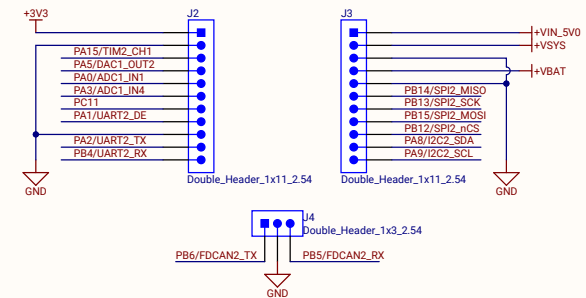 J2
J3
+3V3
+VIN_5V0
+VSYS
PA15/TIM2_CH1
PA5/DAC1_OUT2
PA0/ADC1_IN1
PA3/ADC1_IN4
PC11
PA1/UART2_DE
PA2/UART2_TX
PB4/UART2_RX
GND
Double_Header_1x11_2.54
+VBAT
PB14/SPI2_MISO
PB13/SPI2_SCK
PB15/SPI2_MOSI
PB12/SPI2_nCS
PA8/I2C2_SDA
PA9/I2C2_SCL
Double_Header_1x11_2.54
GND
J4
Double_Header_1x3_2.54
PB6/FDCAN2_TX
PB5/FDCAN2_RX
GND